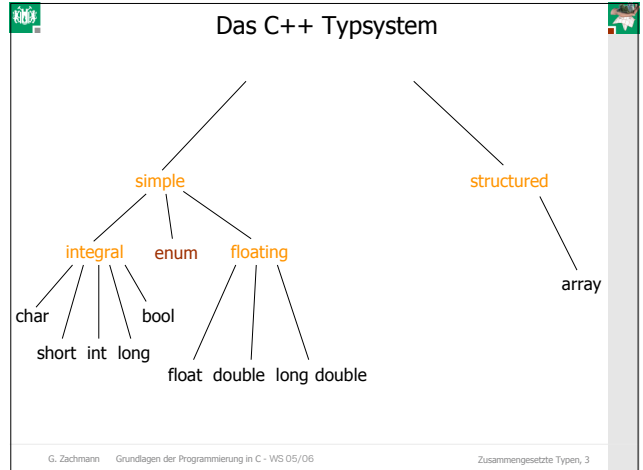 Das C++ Typsystem
simple
structured
integral enum floating
array
char bool
short int long
float double long double
G. Zachmann Grundlagen der Programmierung in C - WS 05/06 Zusammengesetzte Typen, 3